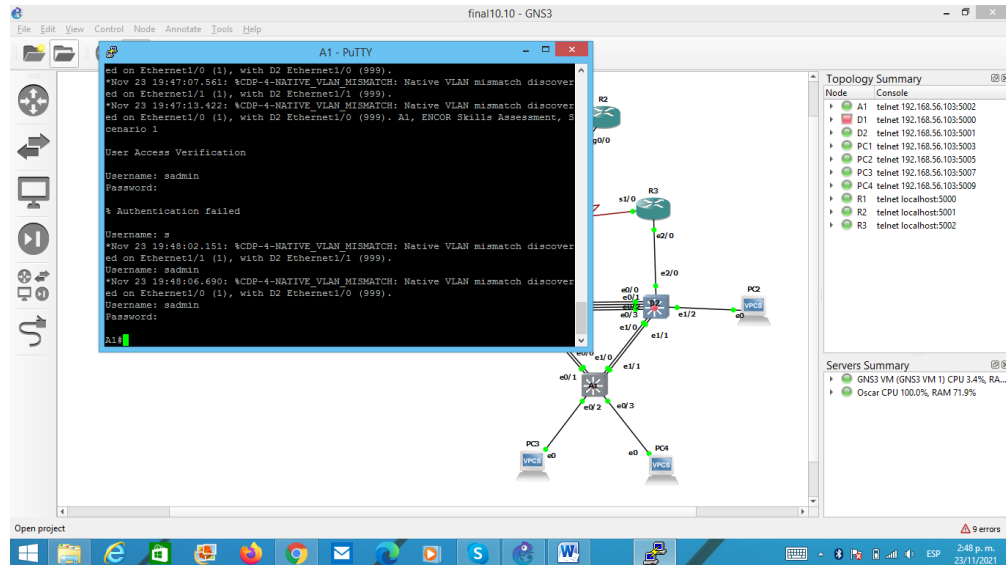 final10.10 - GNS3
File Edit View Control Node Annotate Tools Help
A1 - PuTTY
ed on Ethernet1/0 (1), with D2 Ethernet1/0 (999).
*Nov 23 19:47:07.561: %CDP-4-NATIVE_VLAN_MISMATCH: Native VLAN mismatch discover
ed on Ethernet1/1 (1), with D2 Ethernet1/1 (999).
*Nov 23 19:47:13.422: %CDP-4-NATIVE_VLAN_MISMATCH: Native VLAN mismatch discover
ed on Ethernet1/0 (1), with D2 Ethernet1/0 (999). A1, ENCOR Skills Assessment, S
cenario 1
User Access Verification
Username: sadmin
Password:
% Authentication failed
Username: s
*Nov 23 19:48:02.151: %CDP-4-NATIVE_VLAN_MISMATCH: Native VLAN mismatch discover
ed on Ethernet1/1 (1), with D2 Ethernet1/1 (999).
Username: sadmin
*Nov 23 19:48:06.690: %CDP-4-NATIVE_VLAN_MISMATCH: Native VLAN mismatch discover
ed on Ethernet1/0 (1), with D2 Ethernet1/0 (999).
Username: sadmin
Password:
A1#
R2
g0/0
R3
s1/0
e2/0
e2/0
e0/0
e0/1
e0/2
e0/3
D2
e1/2
PC2
VPCS
e0
e1/0
e1/1
e0/0
e1/0
e0/1
e1/1
A1
e0/2
e0/3
PC3
e0
VPCS
PC4
e0
VPCS
Topology Summary
Node Console
A1 telnet 192.168.56.103:5002
D1 telnet 192.168.56.103:5000
D2 telnet 192.168.56.103:5001
PC1 telnet 192.168.56.103:5003
PC2 telnet 192.168.56.103:5005
PC3 telnet 192.168.56.103:5007
PC4 telnet 192.168.56.103:5009
R1 telnet localhost:5000
R2 telnet localhost:5001
R3 telnet localhost:5002
Servers Summary
GNS3 VM (GNS3 VM 1) CPU 3.4%, RA...
Oscar CPU 100.0%, RAM 71.9%
Open project
9 errors
ESP
2:48 p. m.
23/11/2021